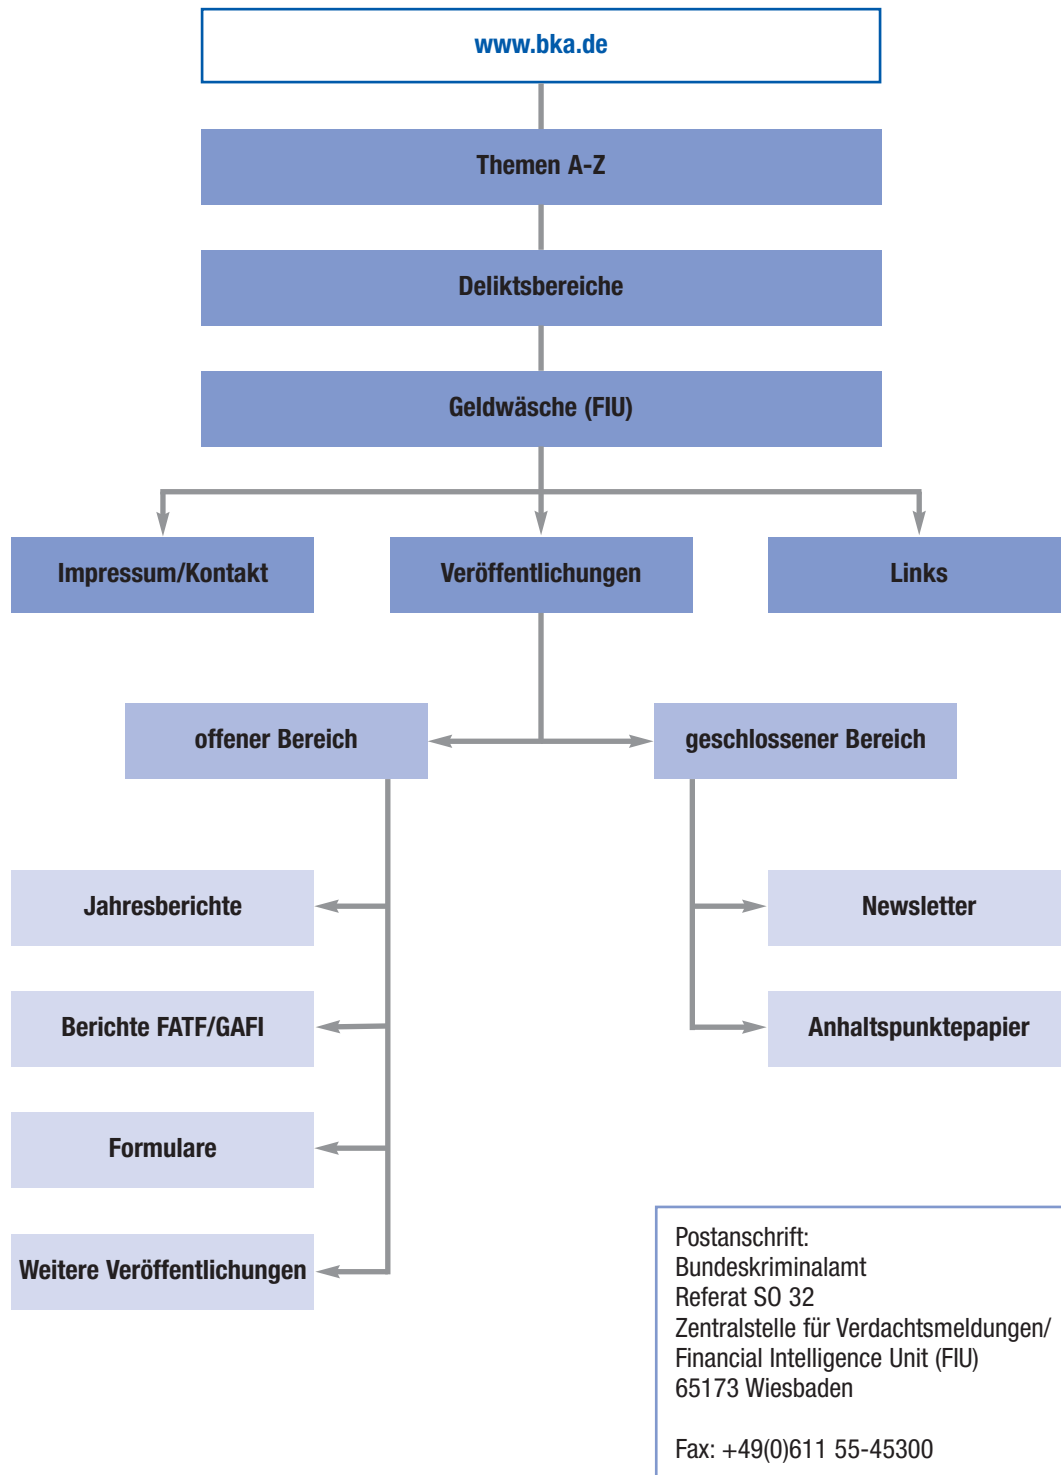 www.bka.de
Themen A-Z
Deliktsbereiche
Geldwäsche (FIU)
Impressum/Kontakt
Veröffentlichungen
Links
offener Bereich
geschlossener Bereich
Jahresberichte
Newsletter
Berichte FATF/GAFI
Anhaltspunktepapier
Formulare
Weitere Veröffentlichungen
Postanschrift:
Bundeskriminalamt
Referat SO 32
Zentralstelle für Verdachtsmeldungen/
Financial Intelligence Unit (FIU)
65173 Wiesbaden
Fax: +49(0)611 55-45300